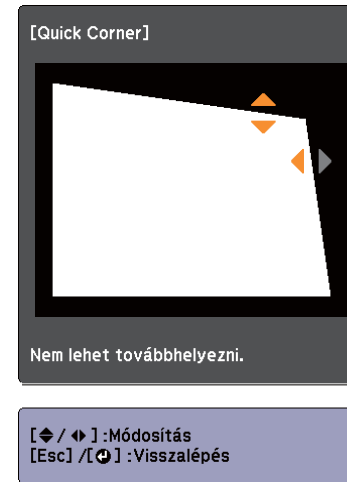 [Quick Corner]
Nem lehet továbbhelyezni.
[ / ] :Módosítás
[Esc] /[ ] :Visszalépés